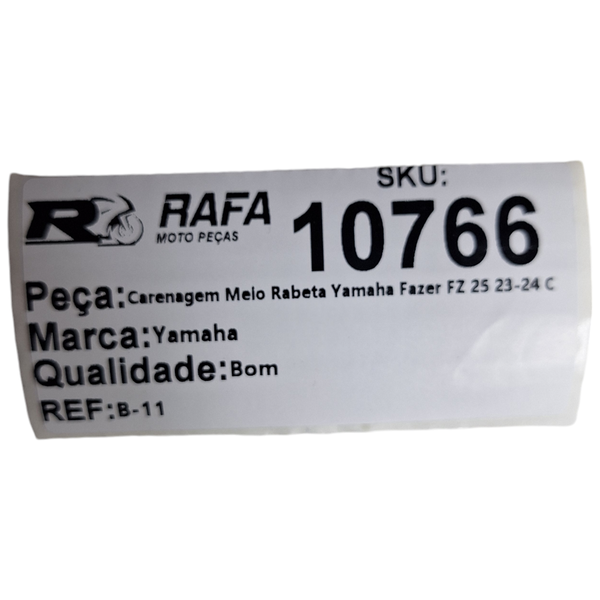 SKU:
RAFA
MOTO PEÇAS
10766
Peça:Carenagem Meio Rabeta Yamaha Fazer FZ 25 23-24 C
Marca:Yamaha
Qualidade:Bom
REF:B-11